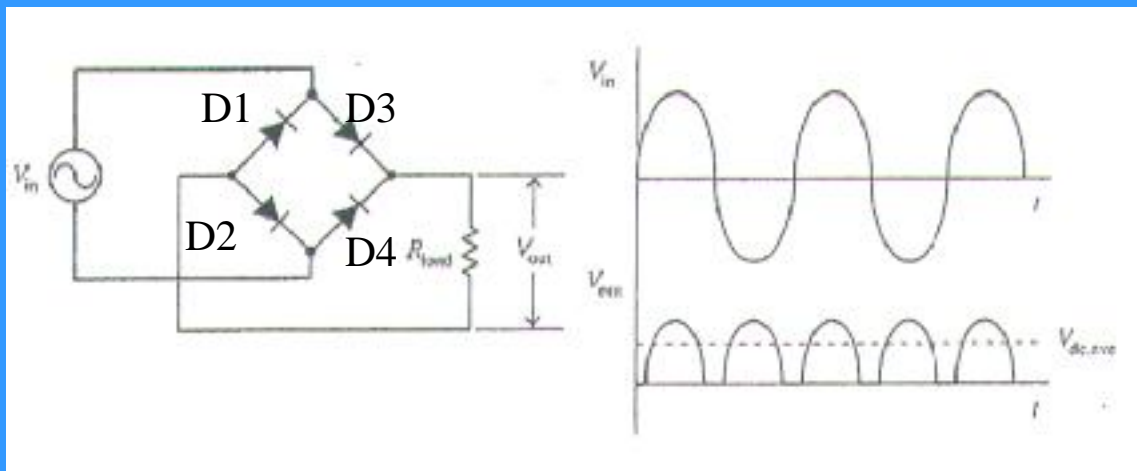 D1
D3
V_in
D2
D4
R_load
V_out
V_in
t
V_out
V_dc,ave
t